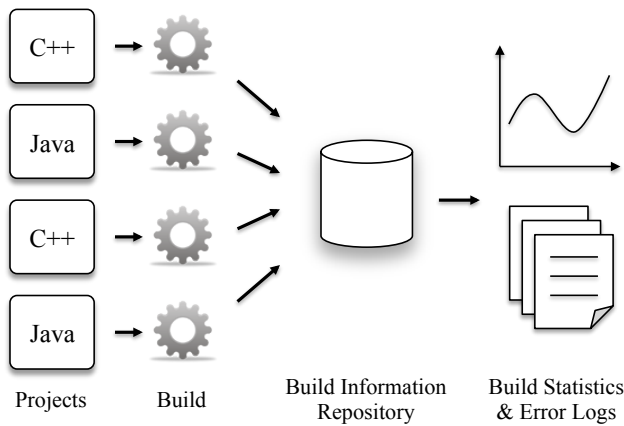 C++
Java
C++
Java
Projects
Build
Build Information
Repository
Build Statistics
& Error Logs